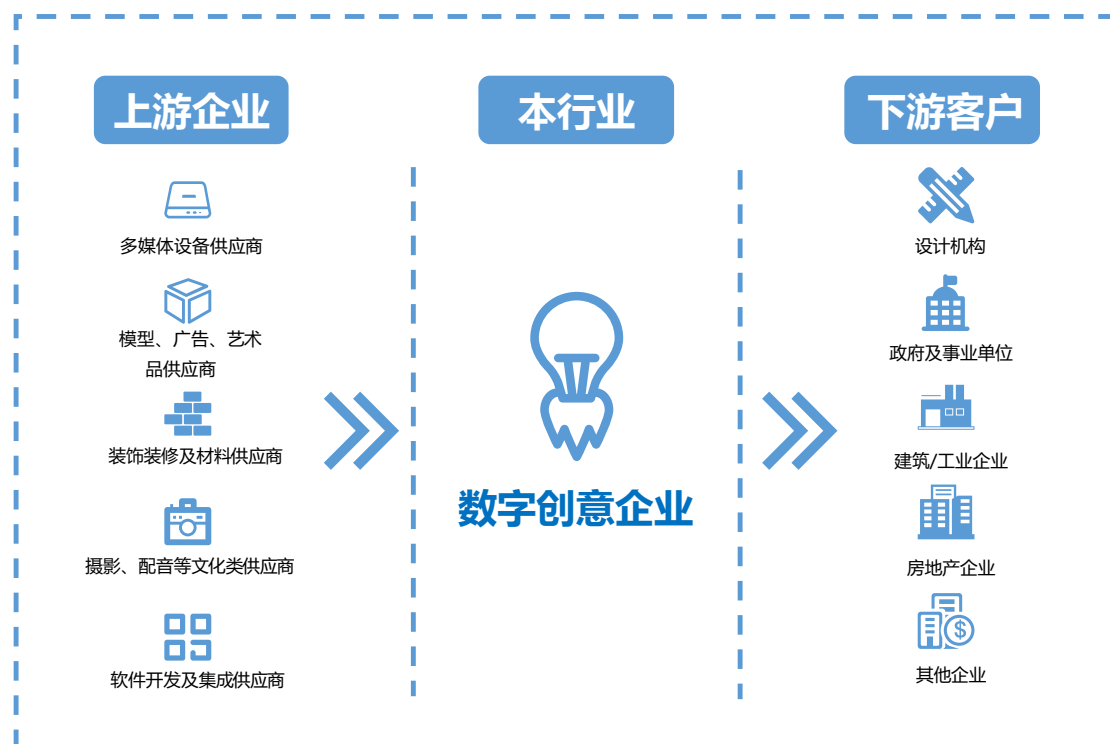 上游企业
多媒体设备供应商
模型、广告、艺术
品供应商
装饰装修及材料供应商
摄影、配音等文化类供应商
软件开发及集成供应商
本行业
数字创意企业
下游客户
设计机构
政府及事业单位
建筑/工业企业
房地产企业
其他企业